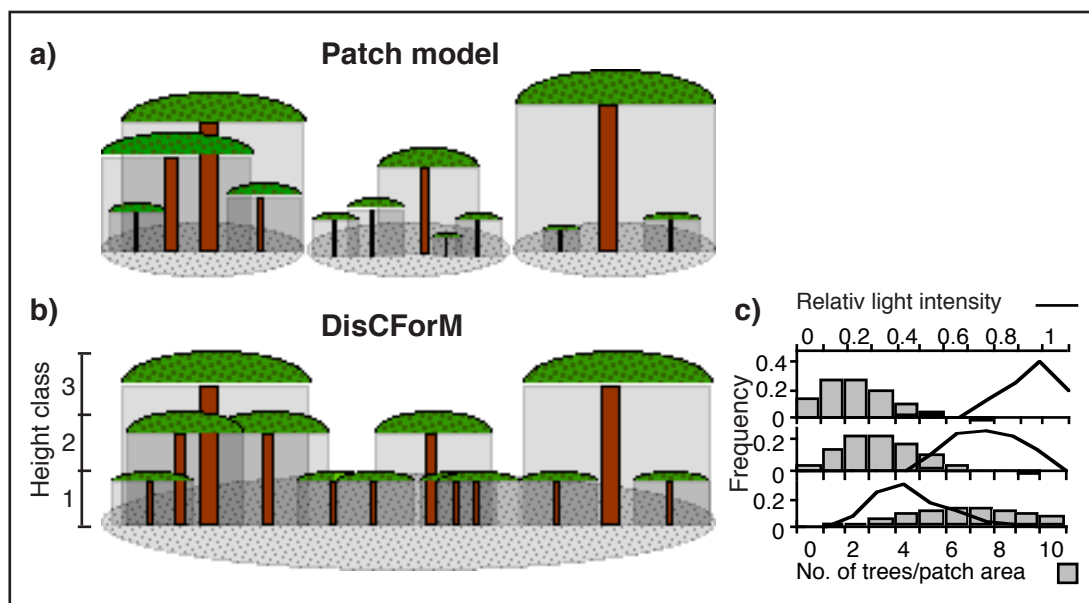 a)
Patch model
b)
DisCForM
Height class
3
2
1
c)
Relativ light intensity
0 0.2 0.4 0.6 0.8 1
Frequency
0.4
0.2
0
0.2
0
0.2
0
0 2 4 6 8 10
No. of trees/patch area